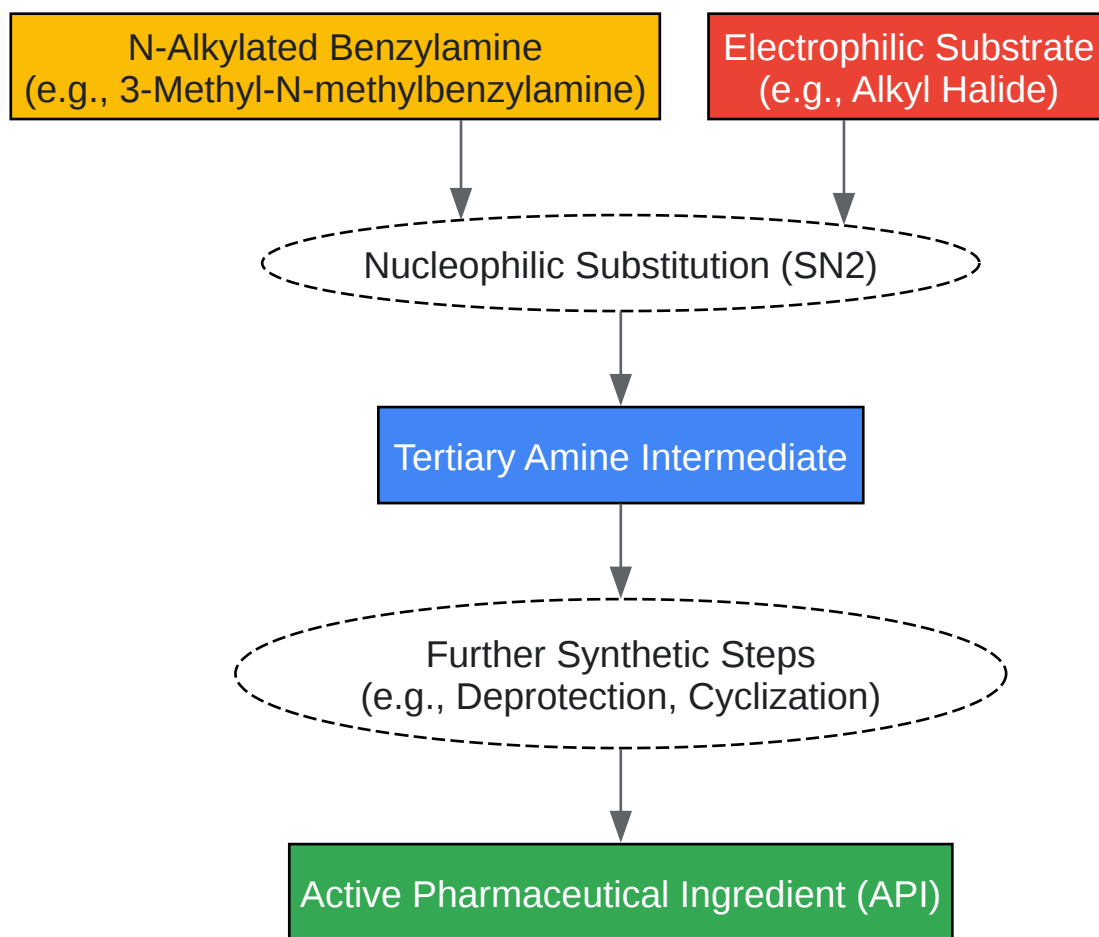 N-Alkylated Benzylamine
(e.g., 3-Methyl-N-methylbenzylamine)
Electrophilic Substrate
(e.g., Alkyl Halide)
Nucleophilic Substitution (SN2)
Tertiary Amine Intermediate
Further Synthetic Steps
(e.g., Deprotection, Cyclization)
Active Pharmaceutical Ingredient (API)